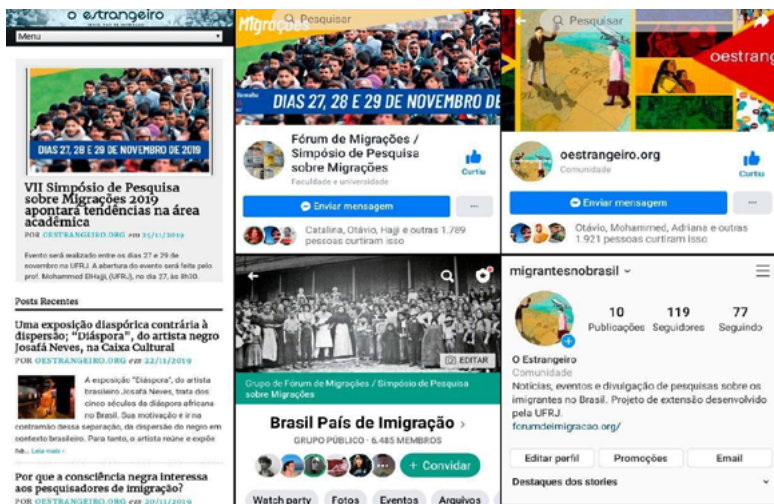 o estrangeiro
Menu
DIAS 27, 28 E 29 DE NOVEMBRO DE 2019
VII Simpósio de Pesquisa
sobre Migrações 2019
apontará tendências na área
acadêmica
POR OESTRANGEIRO.ORG em 25/11/2019
Evento será realizado entre os dias 27 e 29 de
novembro na UFRJ. A abertura do evento será feita pelo
prof. Mohammed ElHajji, (UFRJ), no dia 27, às 8h30.
Posts Recentes
Uma exposição diaspórica contrária à
dispersão; “Diáspora”, do artista negro
Josafá Neves, na Caixa Cultural
POR OESTRANGEIRO.ORG em 22/11/2019
A exposição “Diáspora”, do artista
brasileiro Josafá Neves, trata dos
cinco séculos da diáspora africana
no Brasil. Sua motivação é ir na
contramão dessa separação, da dispersão do negro em
contexto brasileiro. Para tanto, o artista reúne e expõe
na... Leia mais ›
Por que a consciência negra interessa
aos pesquisadores de imigração?
POR OESTRANGEIRO.ORG em 20/11/2019
Pesquisar
Migrações
DIAS 27, 28 E 29 DE NOVEMBRO DE
Fórum de Migrações /
Simpósio de Pesquisa
sobre Migrações
Faculdade e universidade
Curtiu
Enviar mensagem
...
Catalina, Otávio, Hajji e outras 1.789
pessoas curtiram isso
Pesquisar
BRA
oestrang
oestrangeiro.org
Comunidade
Curtiu
Enviar mensagem
...
Otávio, Mohammed, Adriana e outras
1.921 pessoas curtiram isso
EDITAR
Grupo de Fórum de Migrações / Simpósio de Pesquisa
sobre Migrações
Brasil País de Imigração ›
GRUPO PÚBLICO · 6.485 MEMBROS
+ Convidar
Watch party Fotos Eventos Arquivos
migrantesnobrasil
10 119 77
Publicações Seguidores Seguindo
O Estrangeiro
Comunidade
Notícias, eventos e divulgação de pesquisas sobre os
imigrantes no Brasil. Projeto de extensão desenvolvido
pela UFRJ.
forumdeimigracao.org/
Editar perfil Promoções Email
Destaques dos stories